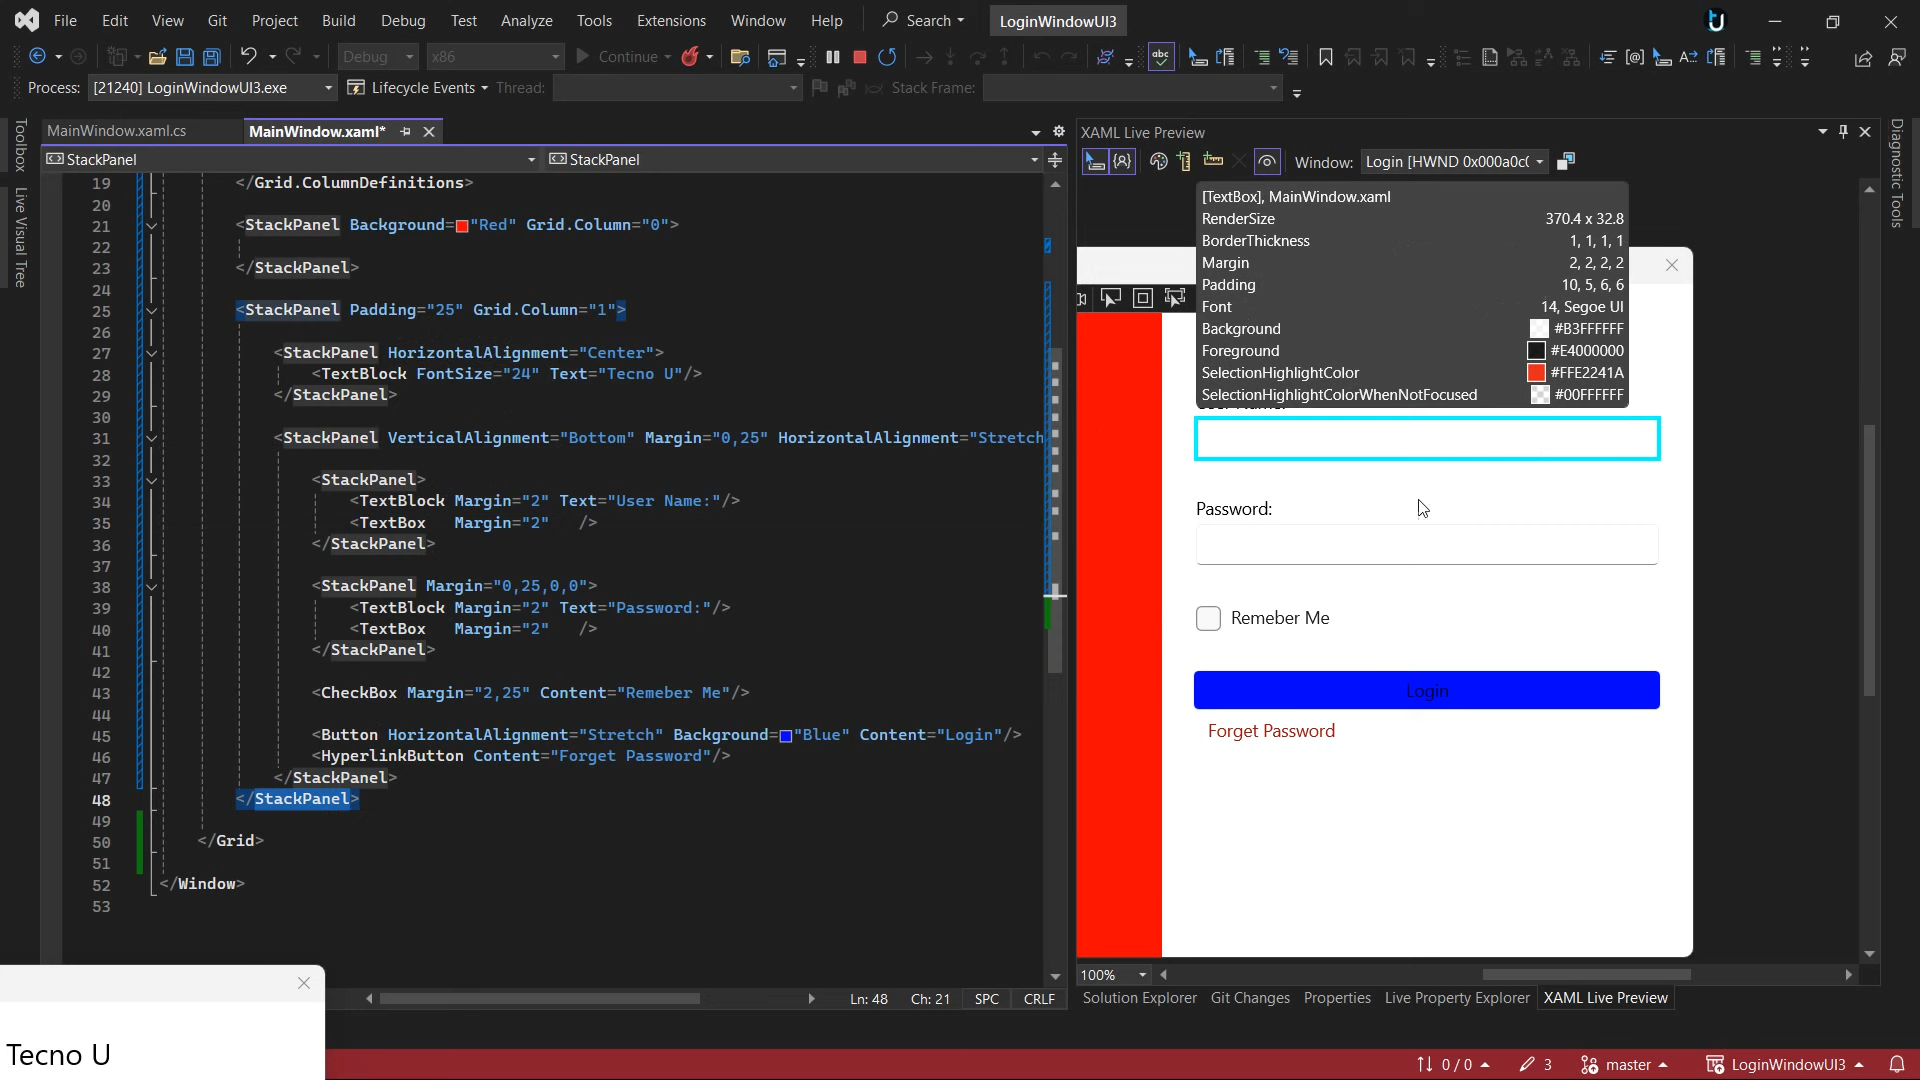 File Edit View Git Project Build Debug Test Analyze Tools Extensions Window Help Search LoginWindowUI3
Debug x86 Continue
Process: [21240] LoginWindowUI3.exe Lifecycle Events Thread: Stack Frame:
Toolbox
Live Visual Tree
MainWindow.xaml.cs MainWindow.xaml*
StackPanel StackPanel
19 </Grid.ColumnDefinitions>
20
21 <StackPanel Background="Red" Grid.Column="0">
22
23 </StackPanel>
24
25 <StackPanel Padding="25" Grid.Column="1">
26
27 <StackPanel HorizontalAlignment="Center">
28 <TextBlock FontSize="24" Text="Tecno U"/>
29 </StackPanel>
30
31 <StackPanel VerticalAlignment="Bottom" Margin="0,25" HorizontalAlignment="Stretch
32
33 <StackPanel>
34 <TextBlock Margin="2" Text="User Name:"/>
35 <TextBox Margin="2" />
36 </StackPanel>
37
38 <StackPanel Margin="0,25,0,0">
39 <TextBlock Margin="2" Text="Password:"/>
40 <TextBox Margin="2" />
41 </StackPanel>
42
43 <CheckBox Margin="2,25" Content="Remeber Me"/>
44
45 <Button HorizontalAlignment="Stretch" Background="Blue" Content="Login"/>
46 <HyperlinkButton Content="Forget Password"/>
47 </StackPanel>
48 </StackPanel>
49
50 </Grid>
51
52 </Window>
53
Ln: 48 Ch: 21 SPC CRLF
XAML Live Preview
Window: Login [HWND 0x000a0c(
[TextBox], MainWindow.xaml
RenderSize 370.4 x 32.8
BorderThickness 1, 1, 1, 1
Margin 2, 2, 2, 2
Padding 10, 5, 6, 6
Font 14, Segoe UI
Background #B3FFFFFF
Foreground #E4000000
SelectionHighlightColor #FFE2241A
SelectionHighlightColorWhenNotFocused #00FFFFFF
Password:
Remeber Me
Login
Forget Password
100%
Solution Explorer Git Changes Properties Live Property Explorer XAML Live Preview
Diagnostic Tools
Tecno U
0 / 0 3 master LoginWindowUI3